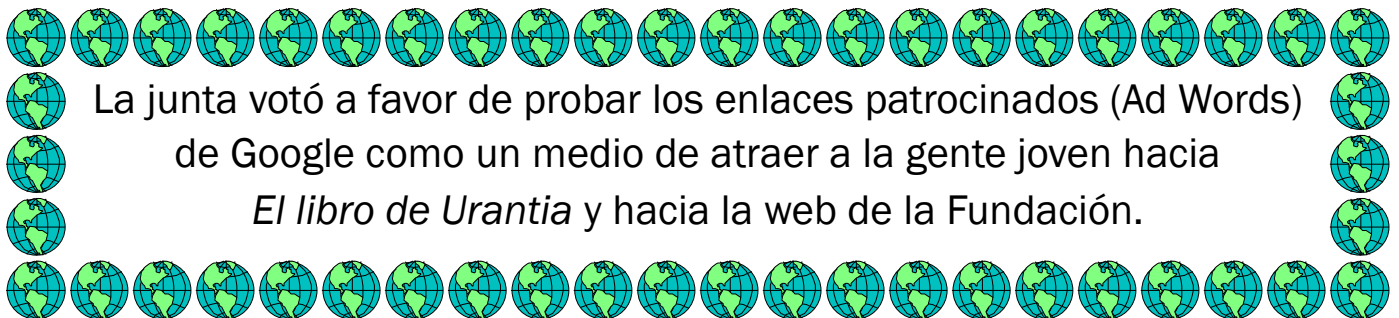 La junta votó a favor de probar los enlaces patrocinados (Ad Words)
de Google como un medio de atraer a la gente joven hacia
El libro de Urantia y hacia la web de la Fundación.